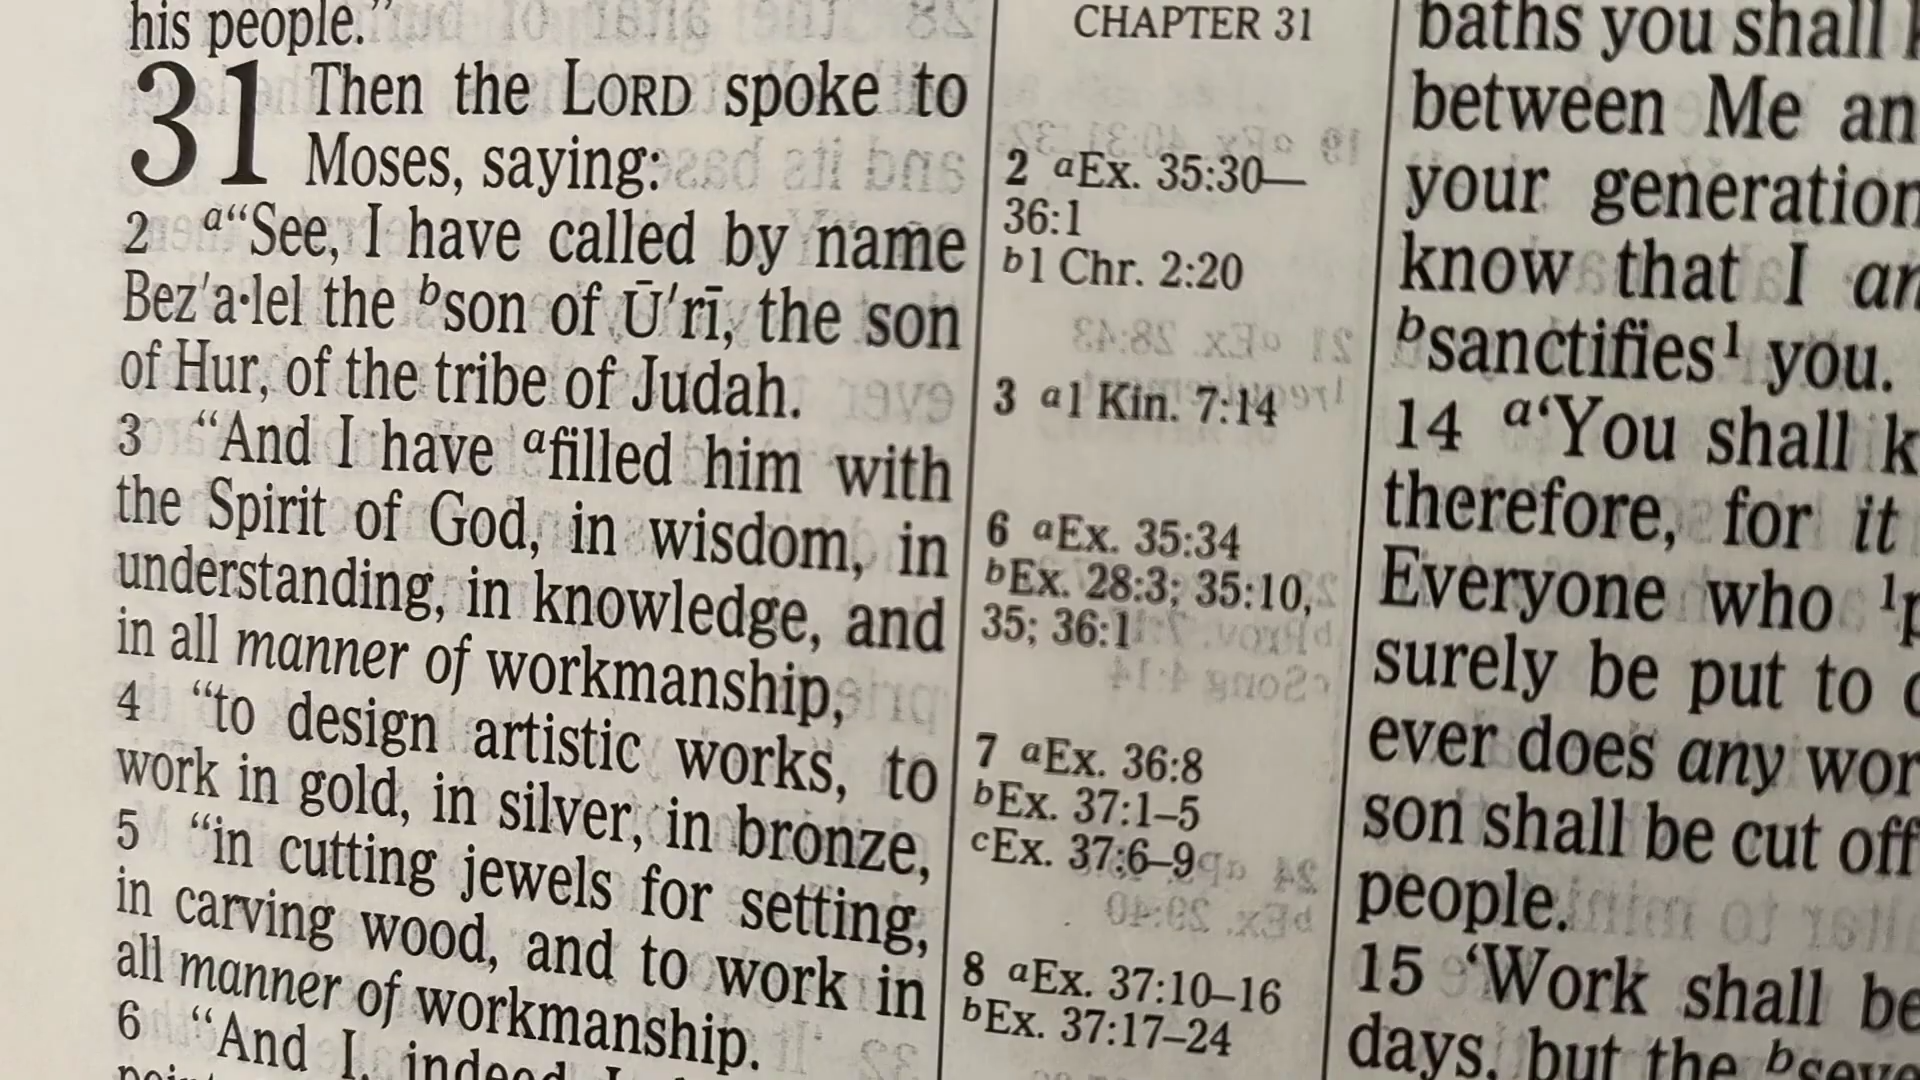 his people."
31 Then the LORD spoke to
Moses, saying:
2 a“See, I have called by name
Bez′a·lel the bson of Ū′rī, the son
of Hur, of the tribe of Judah.
3 “And I have afilled him with
the Spirit of God, in wisdom, in
understanding, in knowledge, and
in all manner of workmanship,
4 “to design artistic works, to
work in gold, in silver, in bronze,
5 “in cutting jewels for setting,
in carving wood, and to work in
all manner of workmanship.
6 “And I, indeed I
CHAPTER 31
2 aEx. 35:30—
36:1
b1 Chr. 2:20
3 a1 Kin. 7:14
6 aEx. 35:34
bEx. 28:3; 35:10,
35; 36:1
7 aEx. 36:8
bEx. 37:1–5
cEx. 37:6–9
8 aEx. 37:10–16
bEx. 37:17–24
baths you shall
between Me
your generation
know that I
bsanctifies1 you.
14 a‘You shall
therefore, for it
Everyone who
surely be put to
ever does any
son shall be cut off
people.
15 ‘Work shall be
days, but the